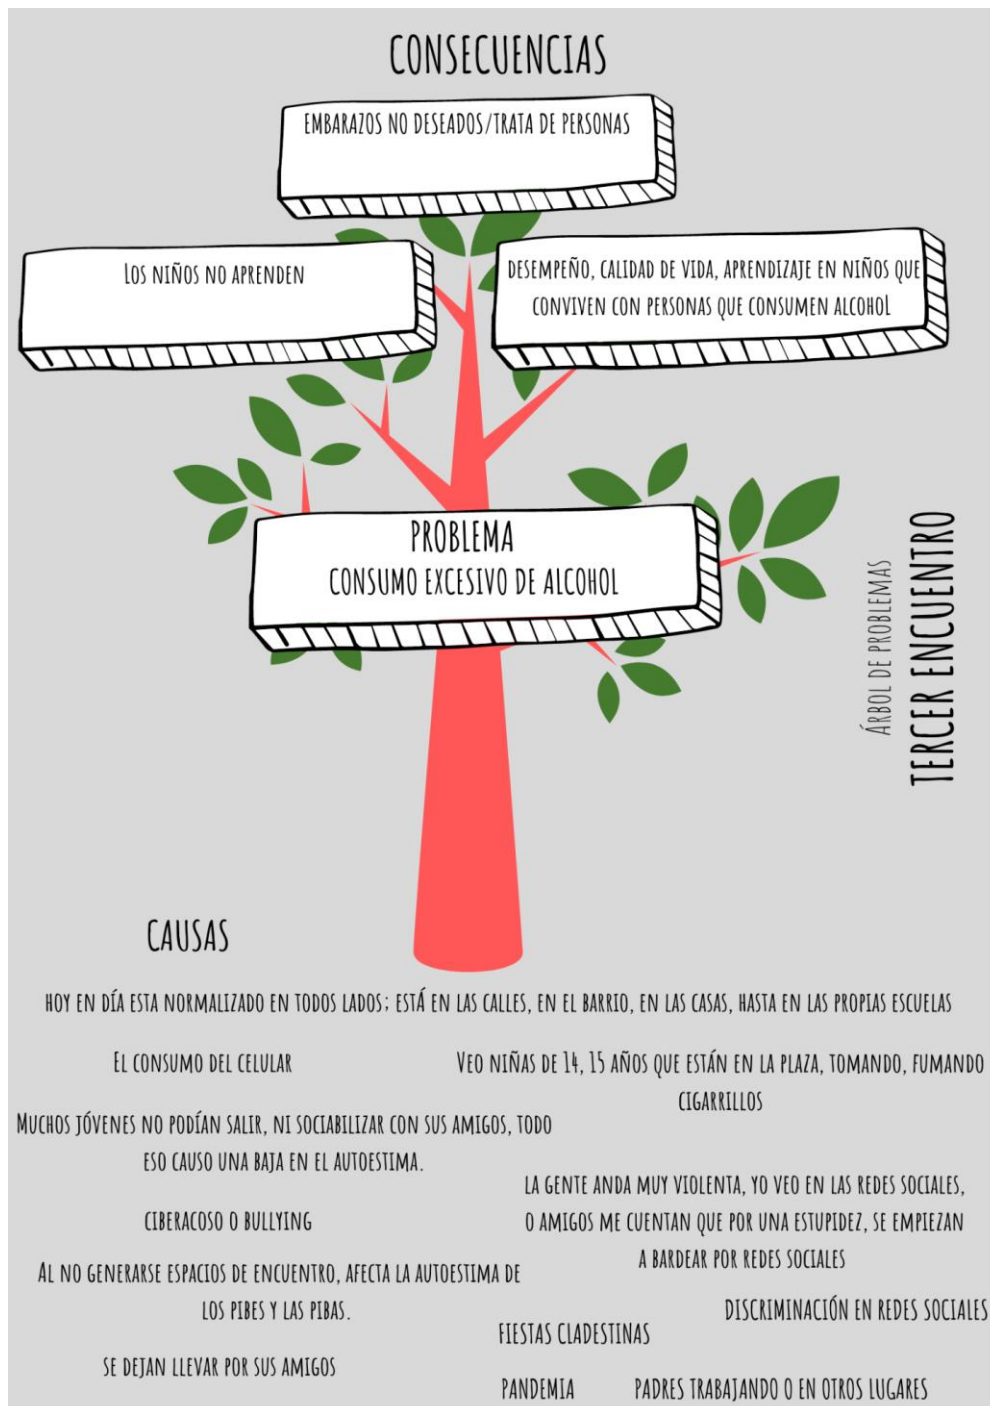 CONSECUENCIAS
EMBARAZOS NO DESEADOS/TRATA DE PERSONAS
LOS NIÑOS NO APRENDEN
DESEMPEÑO, CALIDAD DE VIDA, APRENDIZAJE EN NIÑOS QUE
CONVIVEN CON PERSONAS QUE CONSUMEN ALCOHOL
PROBLEMA
CONSUMO EXCESIVO DE ALCOHOL
ÁRBOL DE PROBLEMAS
TERCER ENCUENTRO
CAUSAS
HOY EN DÍA ESTA NORMALIZADO EN TODOS LADOS; ESTÁ EN LAS CALLES, EN EL BARRIO, EN LAS CASAS, HASTA EN LAS PROPIAS ESCUELAS
EL CONSUMO DEL CELULAR
VEO NIÑAS DE 14, 15 AÑOS QUE ESTÁN EN LA PLAZA, TOMANDO, FUMANDO
CIGARRILLOS
MUCHOS JÓVENES NO PODÍAN SALIR, NI SOCIABILIZAR CON SUS AMIGOS, TODO
ESO CAUSO UNA BAJA EN EL AUTOESTIMA.
LA GENTE ANDA MUY VIOLENTA, YO VEO EN LAS REDES SOCIALES,
O AMIGOS ME CUENTAN QUE POR UNA ESTUPIDEZ, SE EMPIEZAN
A BARDEAR POR REDES SOCIALES
CIBERACOSO O BULLYING
AL NO GENERARSE ESPACIOS DE ENCUENTRO, AFECTA LA AUTOESTIMA DE
LOS PIBES Y LAS PIBAS.
DISCRIMINACIÓN EN REDES SOCIALES
FIESTAS CLADESTINAS
SE DEJAN LLEVAR POR SUS AMIGOS
PANDEMIA
PADRES TRABAJANDO O EN OTROS LUGARES